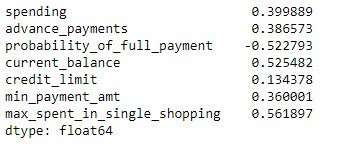 spending 0.399889
advance_payments 0.386573
probability_of_full_payment -0.522793
current_balance 0.525482
credit_limit 0.134378
min_payment_amt 0.360001
max_spent_in_single_shopping 0.561897
dtype: float64